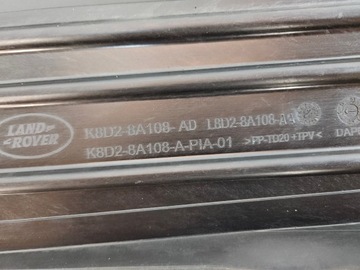 LAND
ROVER
K8D2-8A108-AD L8D2-8A108-A
K8D2-8A108-A-PIA-01 >PP-TD20+TPV<